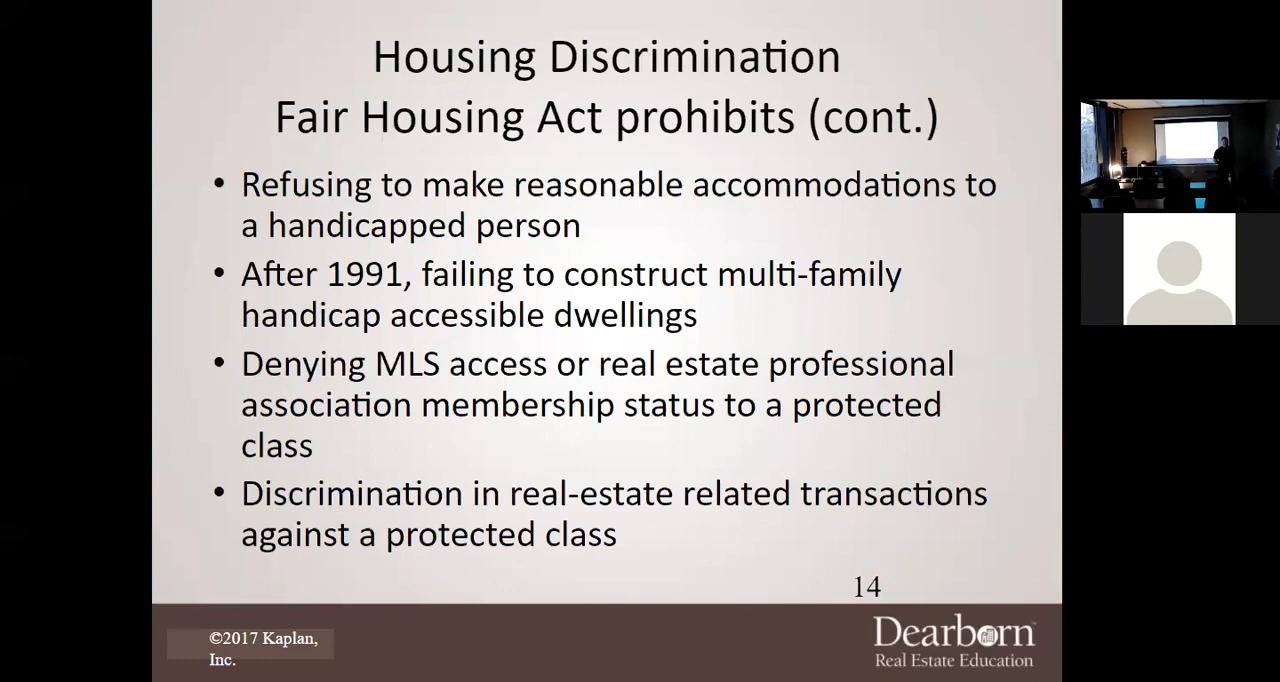 Housing Discrimination
Fair Housing Act prohibits (cont.)
• Refusing to make reasonable accommodations to
a handicapped person
• After 1991, failing to construct multi-family
handicap accessible dwellings
• Denying MLS access or real estate professional
association membership status to a protected
class
• Discrimination in real-estate related transactions
against a protected class
14
©2017 Kaplan,
Inc.
Dearborn™
Real Estate Education